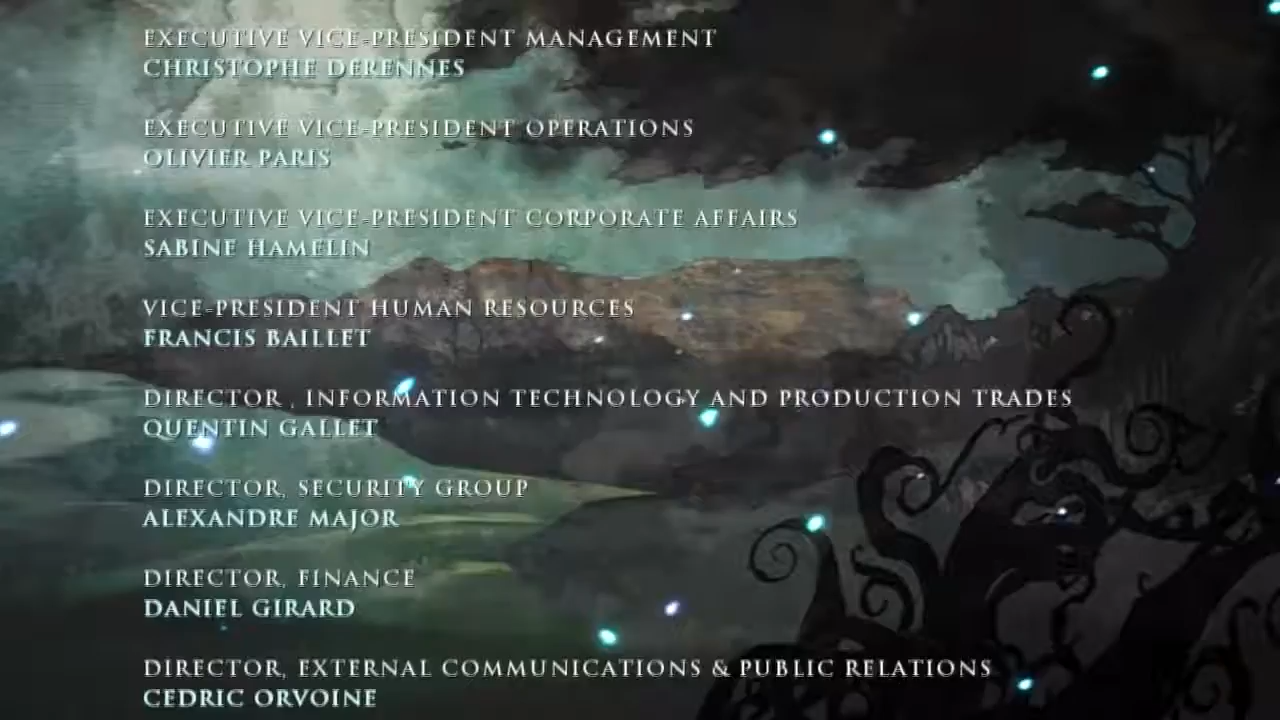 EXECUTIVE VICE-PRESIDENT MANAGEMENT
CHRISTOPHE DERENNES
EXECUTIVE VICE-PRESIDENT OPERATIONS
OLIVIER PARIS
EXECUTIVE VICE-PRESIDENT CORPORATE AFFAIRS
SABINE HAMELIN
VICE-PRESIDENT HUMAN RESOURCES
FRANCIS BAILLET
DIRECTOR , INFORMATION TECHNOLOGY AND PRODUCTION TRADES
QUENTIN GALLET
DIRECTOR, SECURITY GROUP
ALEXANDRE MAJOR
DIRECTOR, FINANCE
DANIEL GIRARD
DIRECTOR, EXTERNAL COMMUNICATIONS & PUBLIC RELATIONS
CEDRIC ORVOINE